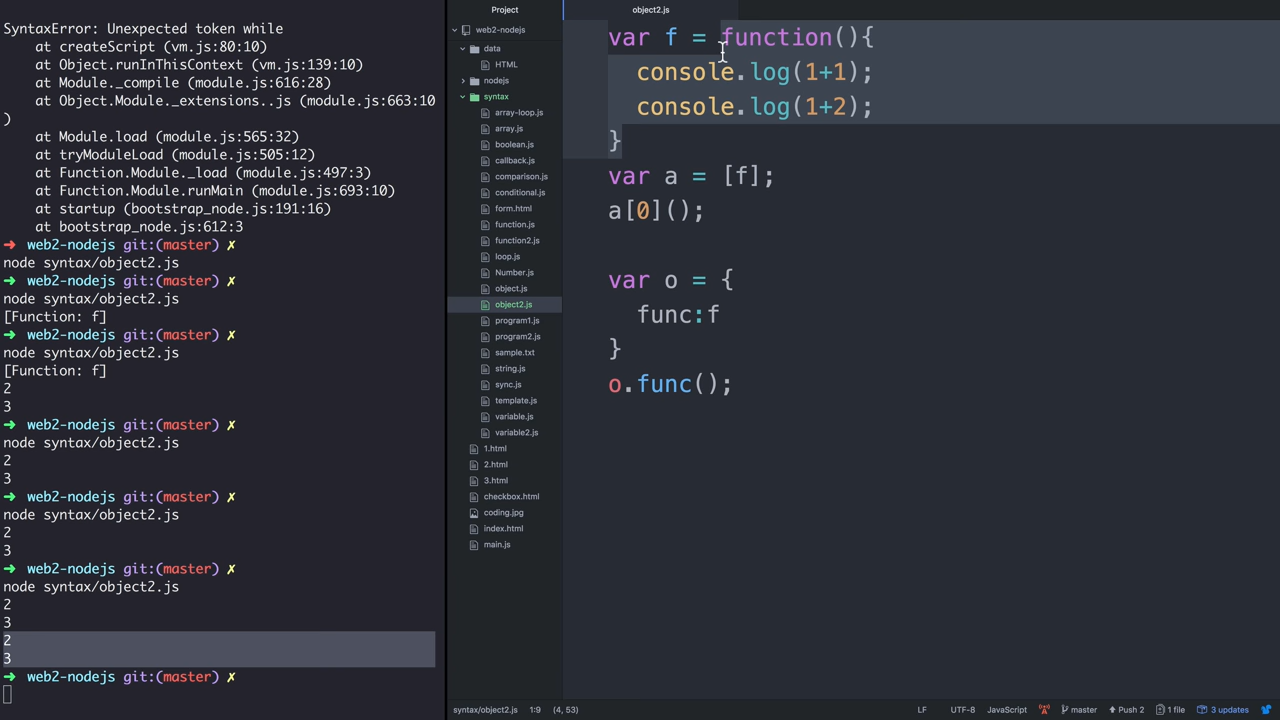 SyntaxError: Unexpected token while
at createScript (vm.js:80:10)
at Object.runInThisContext (vm.js:139:10)
at Module._compile (module.js:616:28)
at Object.Module._extensions..js (module.js:663:10
)
at Module.load (module.js:565:32)
at tryModuleLoad (module.js:505:12)
at Function.Module._load (module.js:497:3)
at Function.Module.runMain (module.js:693:10)
at startup (bootstrap_node.js:191:16)
at bootstrap_node.js:612:3
➜ web2-nodejs git:(master) ✗
node syntax/object2.js
➜ web2-nodejs git:(master) ✗
node syntax/object2.js
[Function: f]
➜ web2-nodejs git:(master) ✗
node syntax/object2.js
[Function: f]
2
3
➜ web2-nodejs git:(master) ✗
node syntax/object2.js
2
3
➜ web2-nodejs git:(master) ✗
node syntax/object2.js
2
3
➜ web2-nodejs git:(master) ✗
node syntax/object2.js
2
3
2
3
➜ web2-nodejs git:(master) ✗
Project
web2-nodejs
data
HTML
nodejs
syntax
array-loop.js
array.js
boolean.js
callback.js
comparison.js
conditional.js
form.html
function.js
function2.js
loop.js
Number.js
object.js
object2.js
program1.js
program2.js
sample.txt
string.js
sync.js
template.js
variable.js
variable2.js
1.html
2.html
3.html
checkbox.html
coding.jpg
index.html
main.js
object2.js
var f = function(){
console.log(1+1);
console.log(1+2);
}
var a = [f];
a[0]();
var o = {
func:f
}
o.func();
syntax/object2.js 1:9 (4, 53) LF UTF-8 JavaScript master Push 2 1 file 3 updates